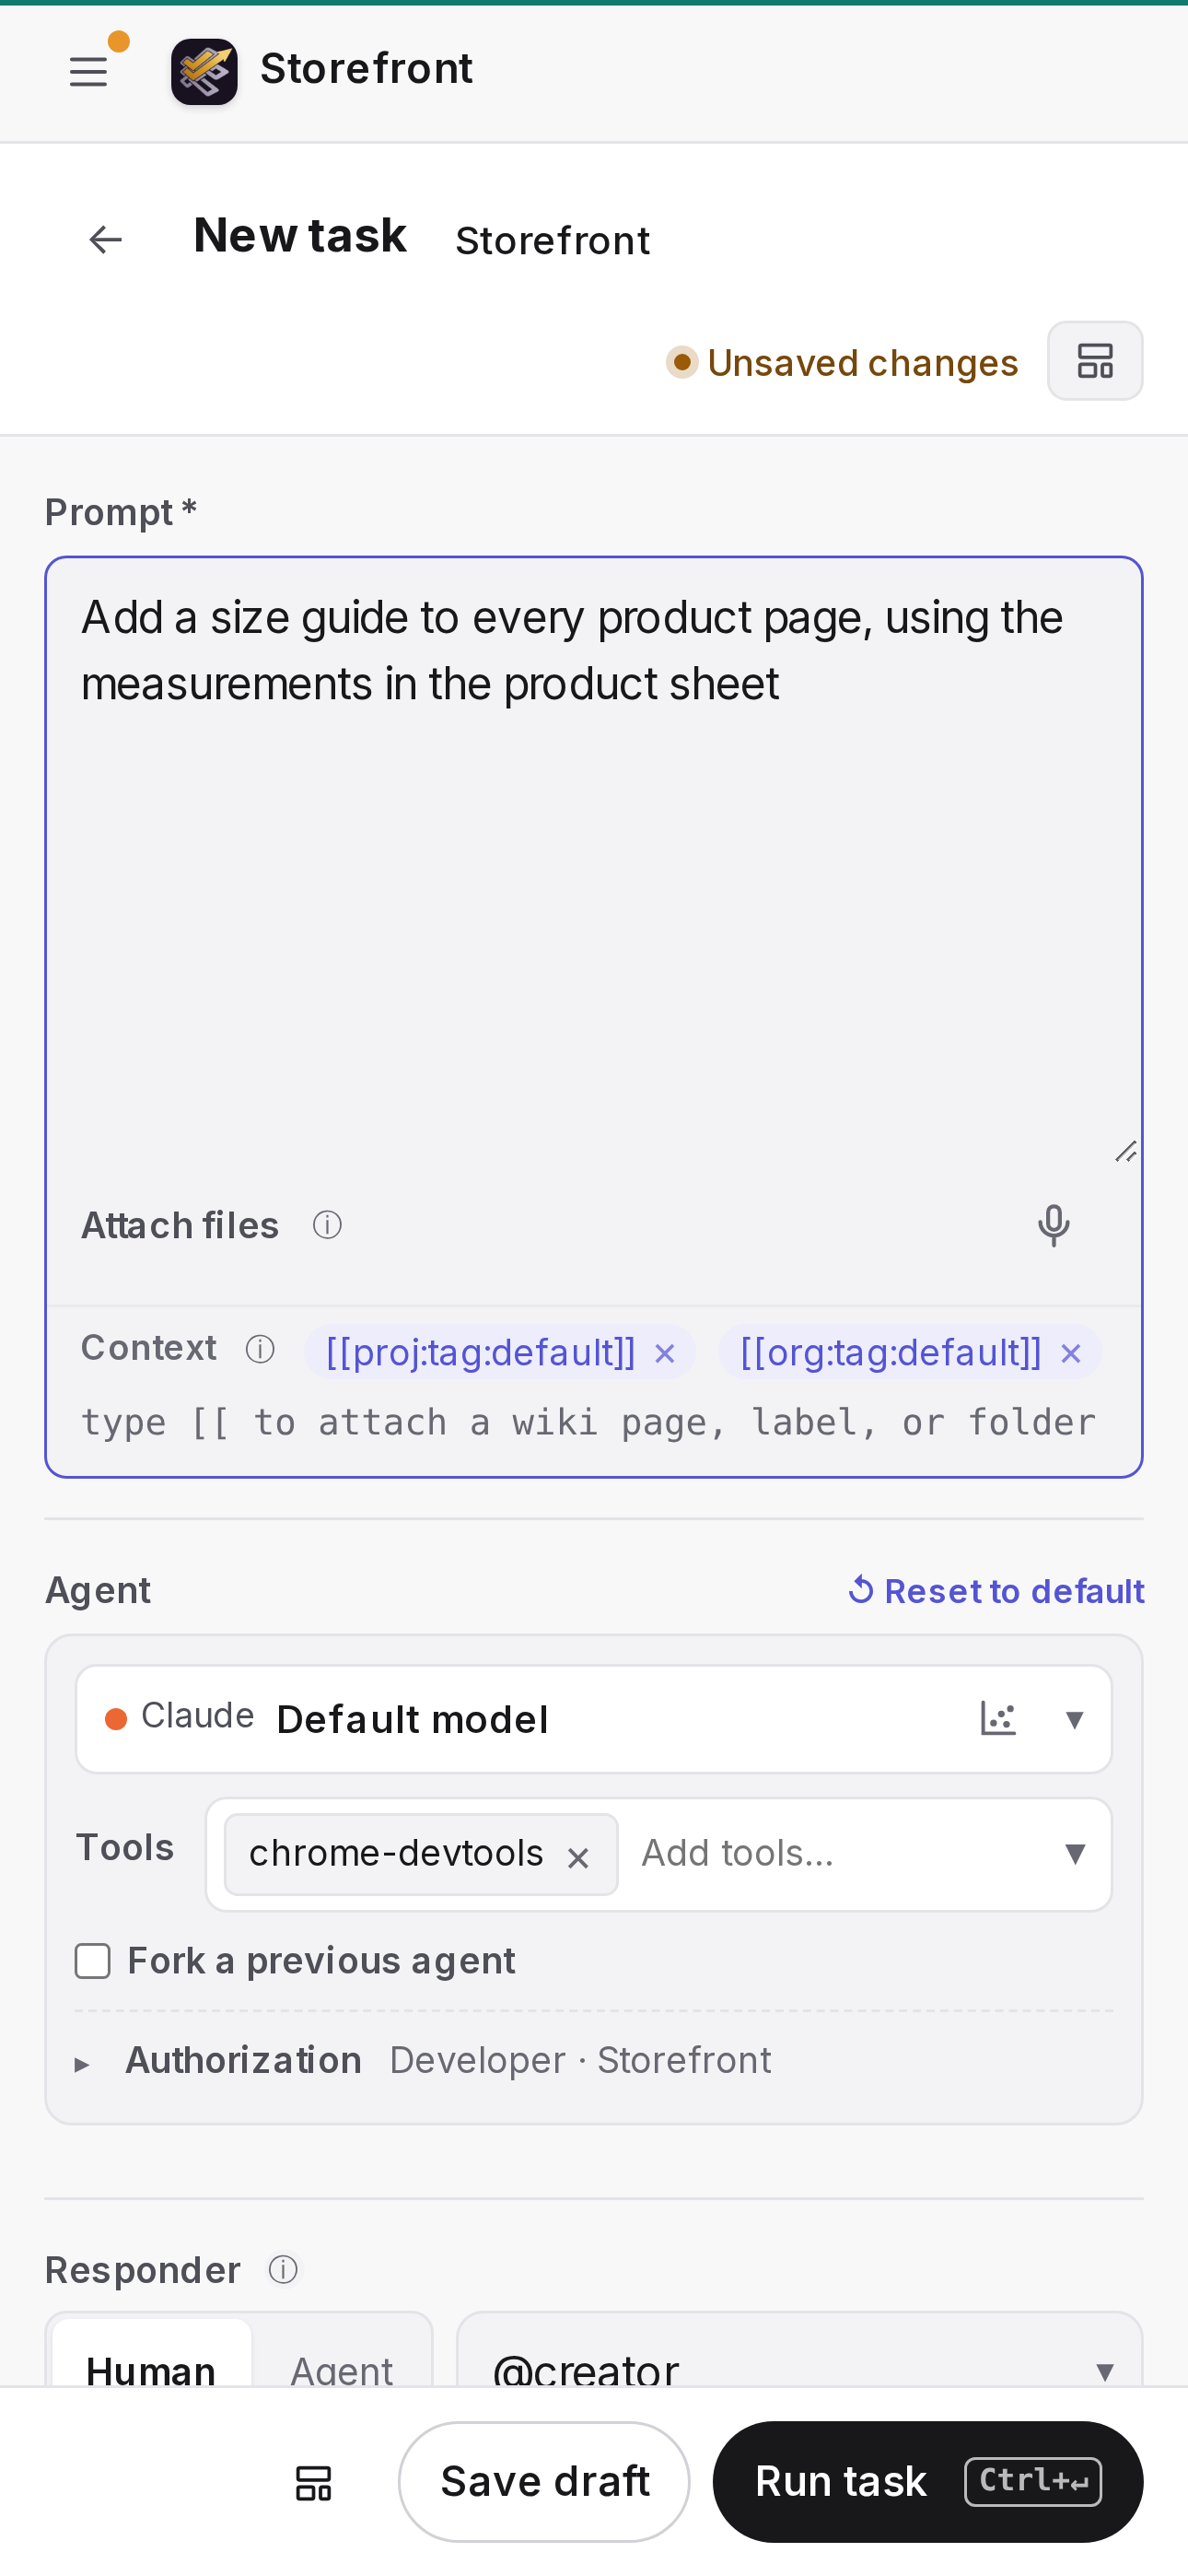 Storefront
New task Storefront
Unsaved changes
Prompt *
Add a size guide to every product page, using the
measurements in the product sheet
Attach files ⓘ
Context ⓘ [[proj:tag:default]] × [[org:tag:default]] ×
type [[ to attach a wiki page, label, or folder
Agent Reset to default
Claude Default model
Tools chrome-devtools × Add tools...
Fork a previous agent
Authorization Developer · Storefront
Responder ⓘ
Human Agent @creator
Save draft Run task Ctrl+↵